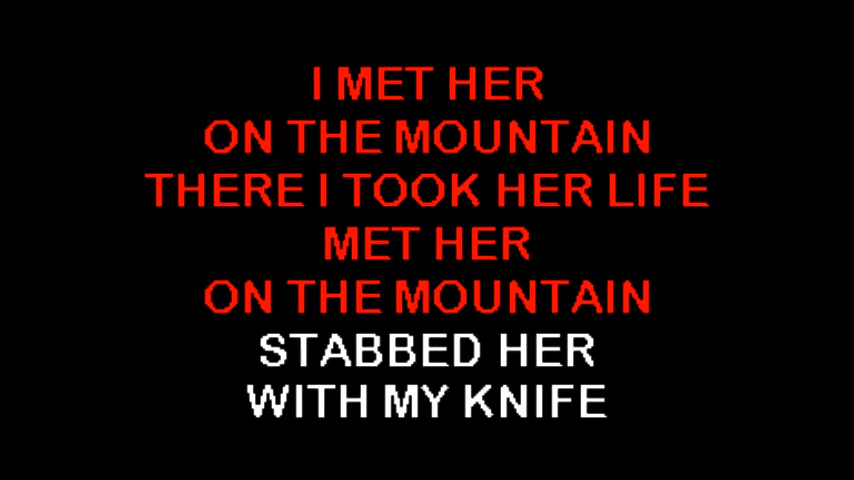 I MET HER
ON THE MOUNTAIN
THERE I TOOK HER LIFE
MET HER
ON THE MOUNTAIN
STABBED HER
WITH MY KNIFE